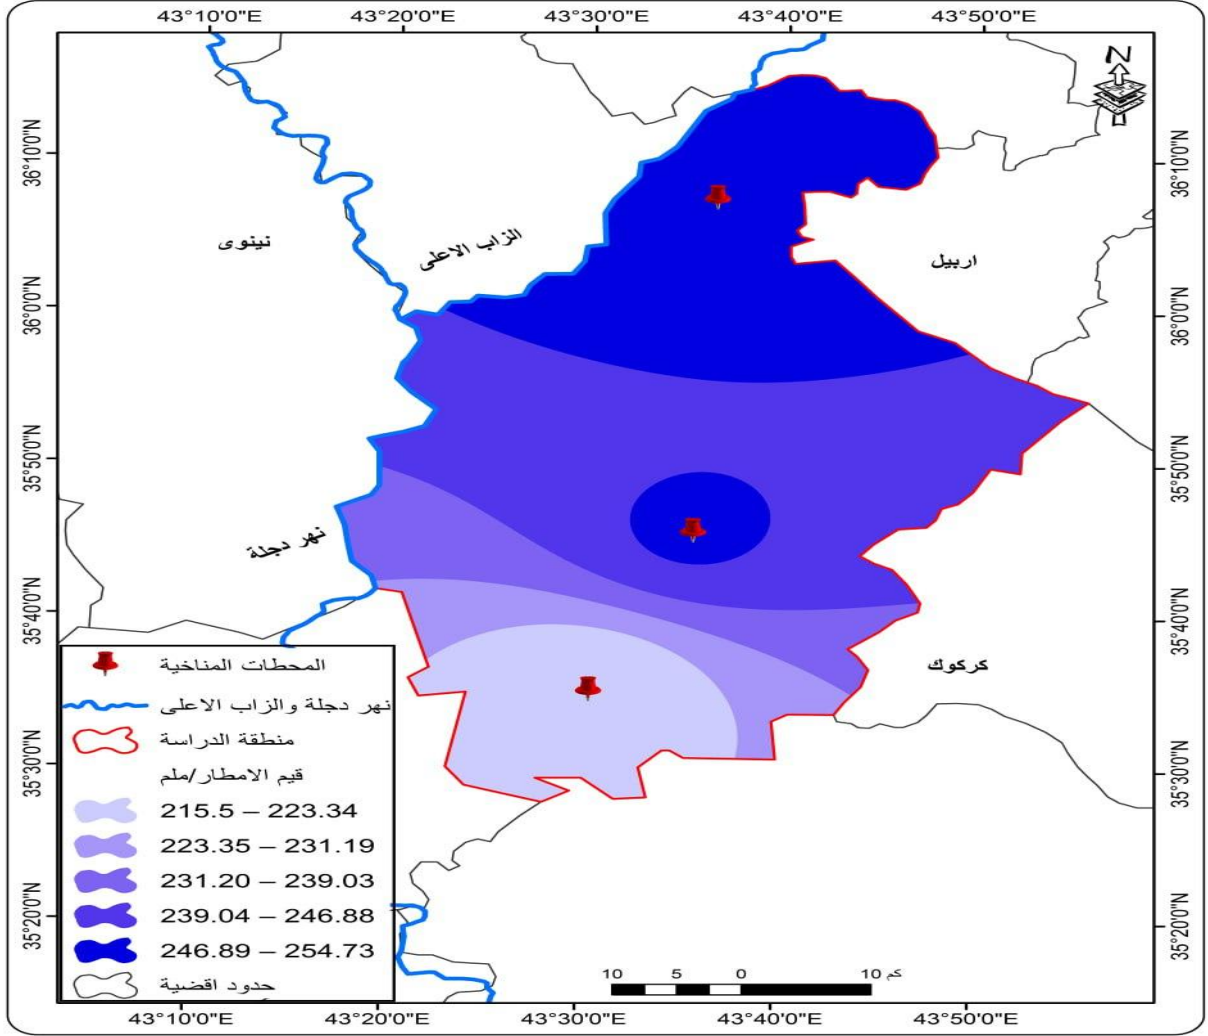 43°10'0"E 43°20'0"E 43°30'0"E 43°40'0"E 43°50'0"E
N
36°10'0"N
36°10'0"N
نينوى
الزاب الاعلى
اربيل
36°0'0"N
36°0'0"N
35°50'0"N
35°50'0"N
نهر دجلة
35°40'0"N
35°40'0"N
كركوك
المحطات المناخية
نهر دجلة والزاب الاعلى
منطقة الدراسة
قيم الامطار/ملم
215.5 – 223.34
223.35 – 231.19
231.20 – 239.03
239.04 – 246.88
246.89 – 254.73
حدود اقضية
35°30'0"N
35°30'0"N
35°20'0"N
35°20'0"N
10 5 0 10 كم
43°10'0"E 43°20'0"E 43°30'0"E 43°40'0"E 43°50'0"E